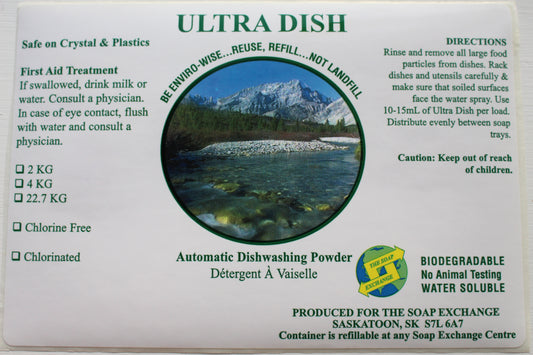 ULTRA DISH
BE ENVIRO-WISE...REUSE, REFILL...NOT LANDFILL
Safe on Crystal & Plastics
First Aid Treatment
If swallowed, drink milk or
water. Consult a physician.
In case of eye contact, flush
with water and consult a
physician.
❑ 2 KG
❑ 4 KG
❑ 22.7 KG
❑ Chlorine Free
❑ Chlorinated
DIRECTIONS
Rinse and remove all large food
particles from dishes. Rack
dishes and utensils carefully &
make sure that soiled surfaces
face the water spray. Use
10-15mL of Ultra Dish per load.
Distribute evenly between soap
trays.
Caution: Keep out of reach
of children.
Automatic Dishwashing Powder
Détergent À Vaiselle
THE SOAP
EXCHANGE
BIODEGRADABLE
No Animal Testing
WATER SOLUBLE
PRODUCED FOR THE SOAP EXCHANGE
SASKATOON, SK S7L 6A7
Container is refillable at any Soap Exchange Centre